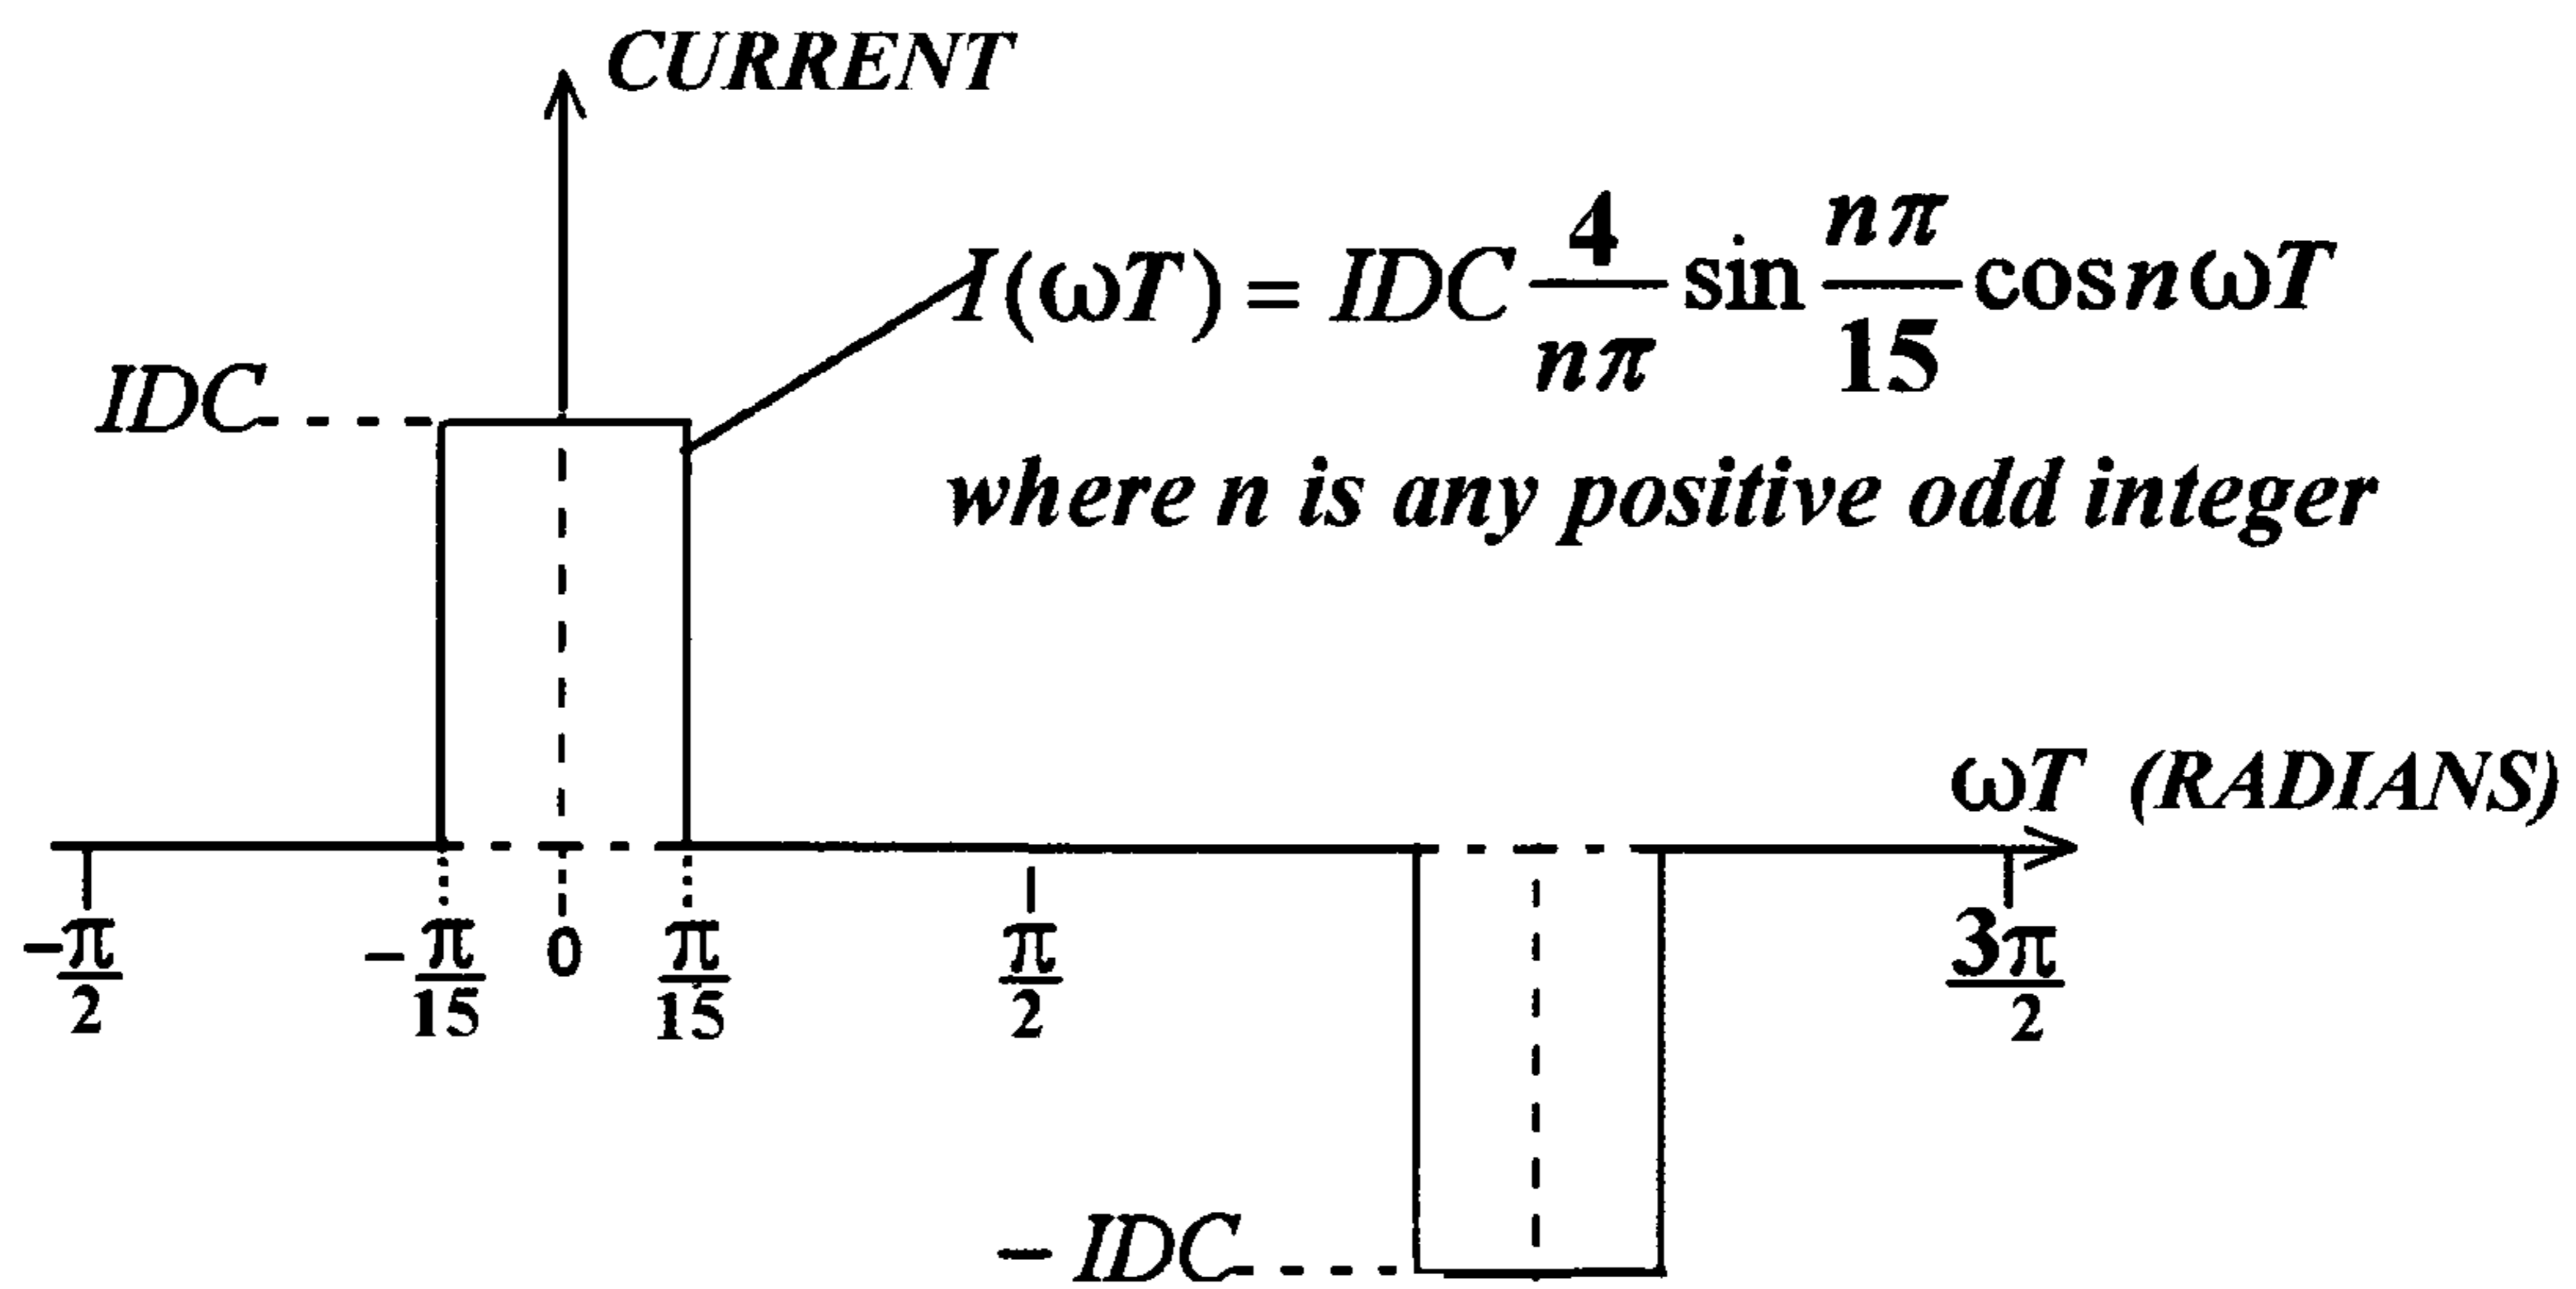 CURRENT
I(ωT) = IDC 4/nπ sin nπ/15 cos nωT
IDC
where n is any positive odd integer
ωT (RADIANS)
-π/2
-π/15
0
π/15
π/2
3π/2
- IDC